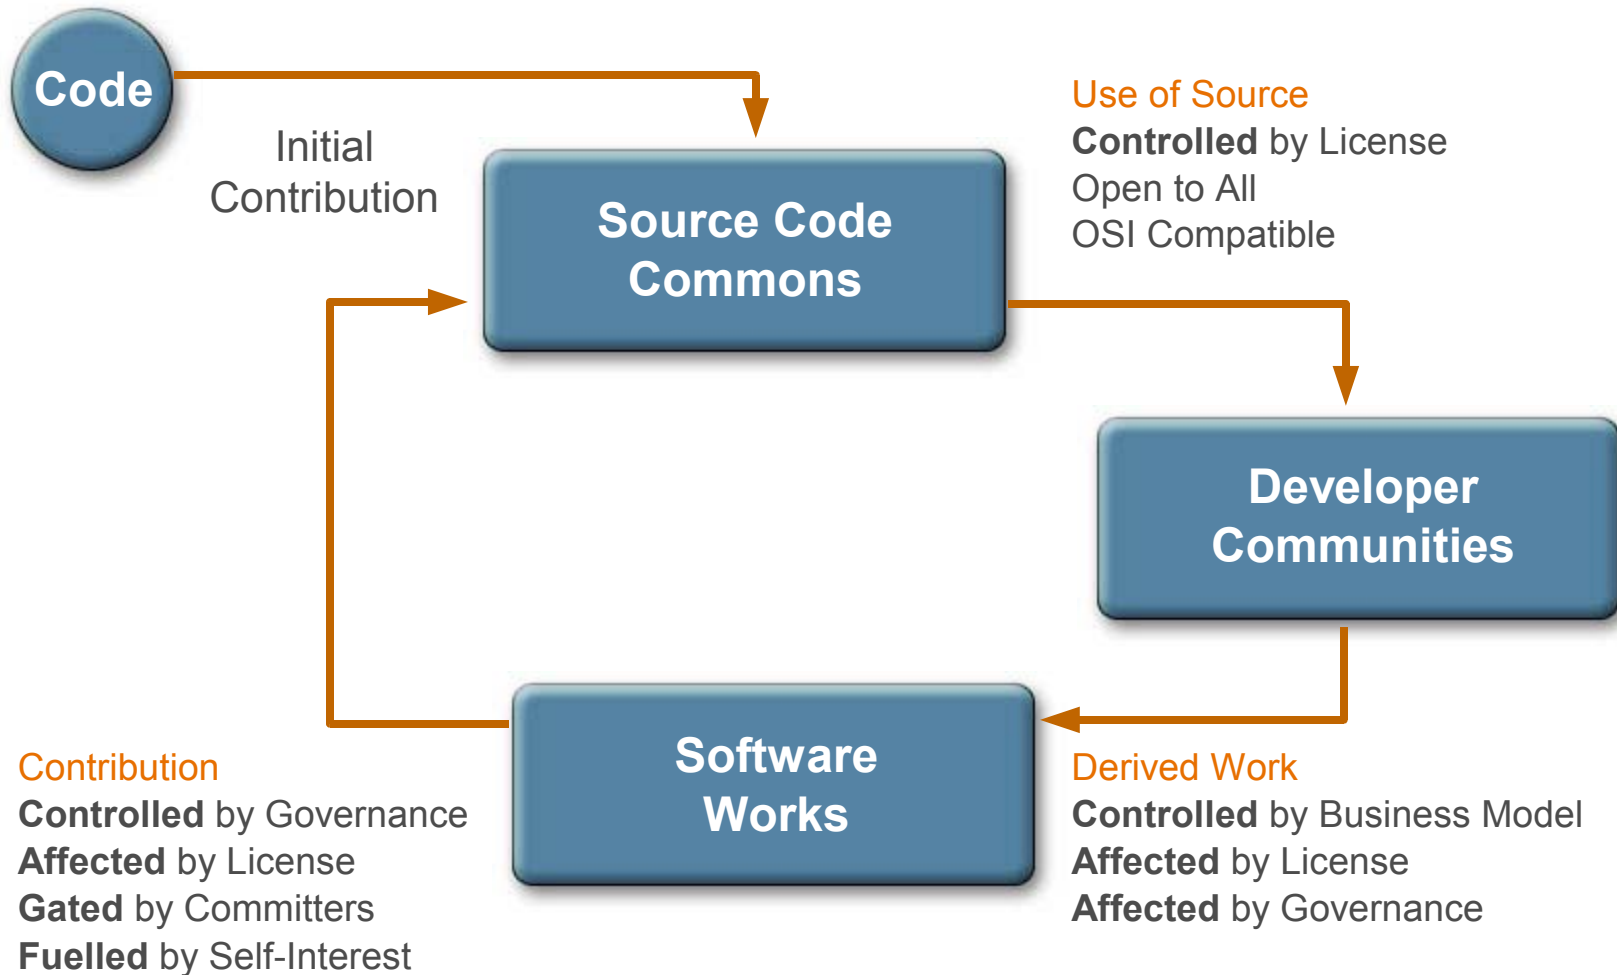 Code
Initial
Contribution
Source Code
Commons
Use of Source
Controlled by License
Open to All
OSI Compatible
Developer
Communities
Software
Works
Contribution
Controlled by Governance
Affected by License
Gated by Committers
Fuelled by Self-Interest
Derived Work
Controlled by Business Model
Affected by License
Affected by Governance